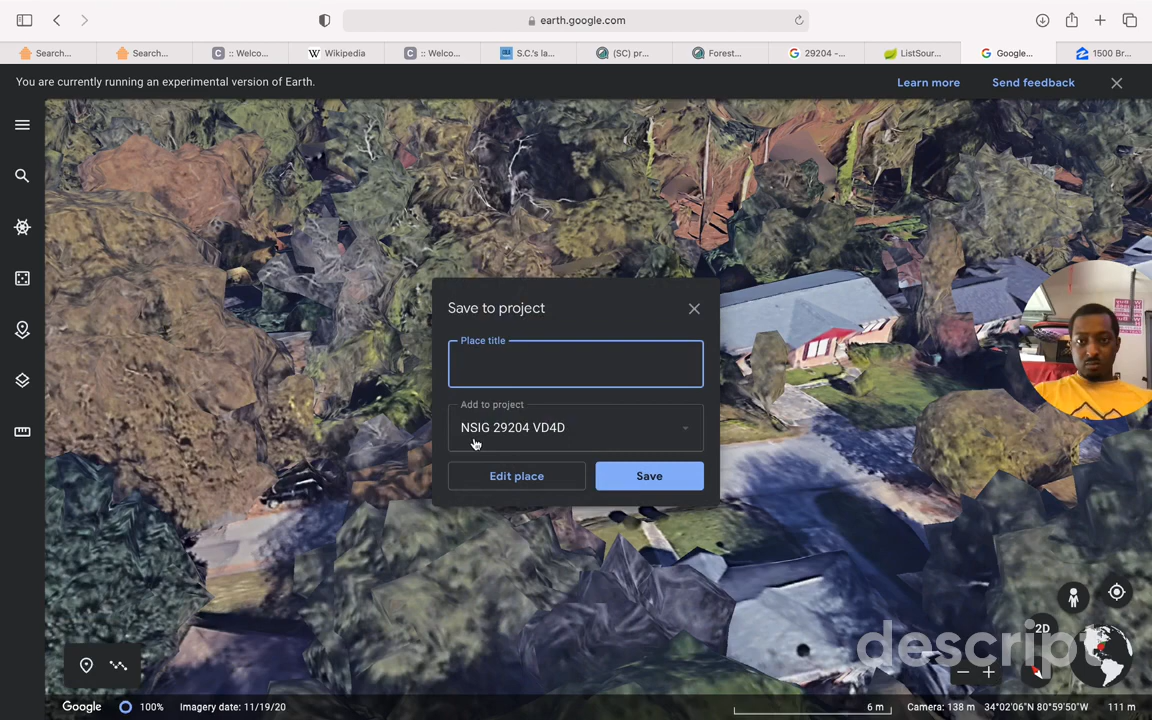 earth.google.com
Search...
Search...
:: Welco...
Wikipedia
:: Welco...
S.C.'s la...
(SC) pr...
Forest...
29204 -...
ListSour...
Google...
1500 Br...
You are currently running an experimental version of Earth.
Learn more
Send feedback
Save to project
Place title
Add to project
NSIG 29204 VD4D
Edit place
Save
2D
descript
Google
100%
Imagery date: 11/19/20
6 m
Camera: 138 m
34°02'06"N 80°59'50"W
111 m